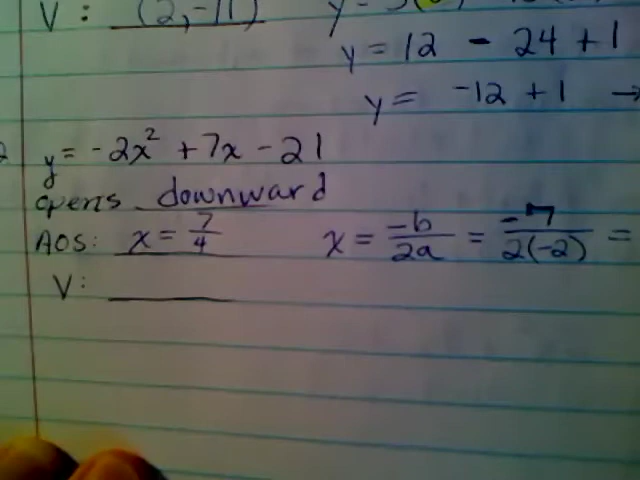 V: (2,-11)
y = 12 - 24 + 1
y = -12 + 1 →
y = -2x² + 7x - 21
opens downward
AOS: x = 7/4 x = -b/2a = -7/2(-2) =
V: